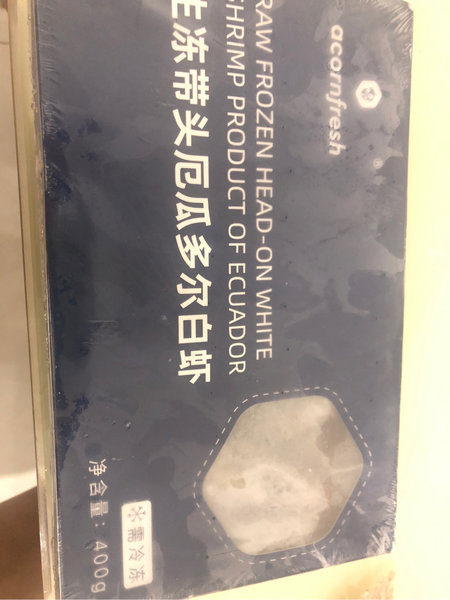 acornfresh
®
RAW FROZEN HEAD-ON WHITE
SHRIMP PRODUCT OF ECUADOR
生冻带头厄瓜多尔白虾
净含量：400g
需冷冻